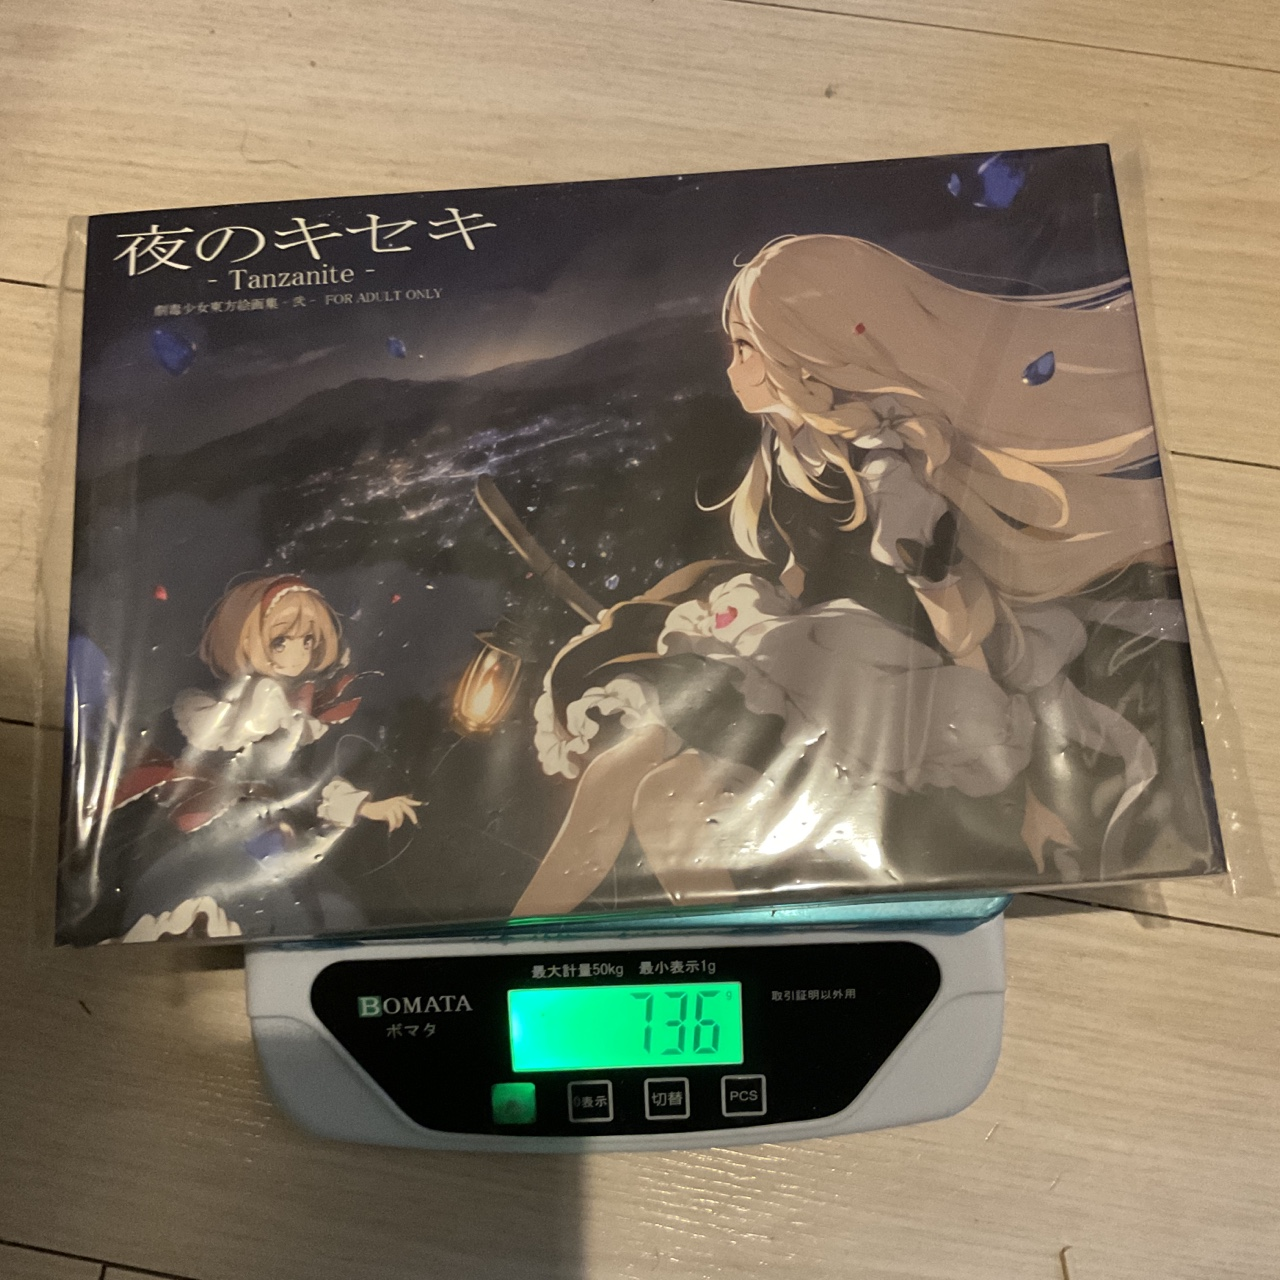 夜のキセキ
- Tanzanite -
劇毒少女東方絵画集 - 弐 - FOR ADULT ONLY
最大計量50kg 最小表示1g
BOMATA
ボマタ
736 g
取引証明以外用
0表示
切替
PCS